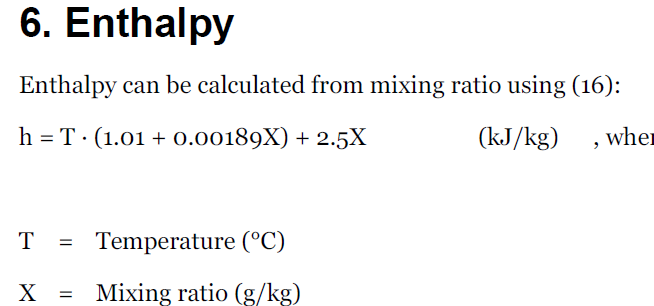 6. Enthalpy
Enthalpy can be calculated from mixing ratio using (16):
h = T · (1.01 + 0.00189X) + 2.5X (kJ/kg) , wher
T = Temperature (°C)
X = Mixing ratio (g/kg)